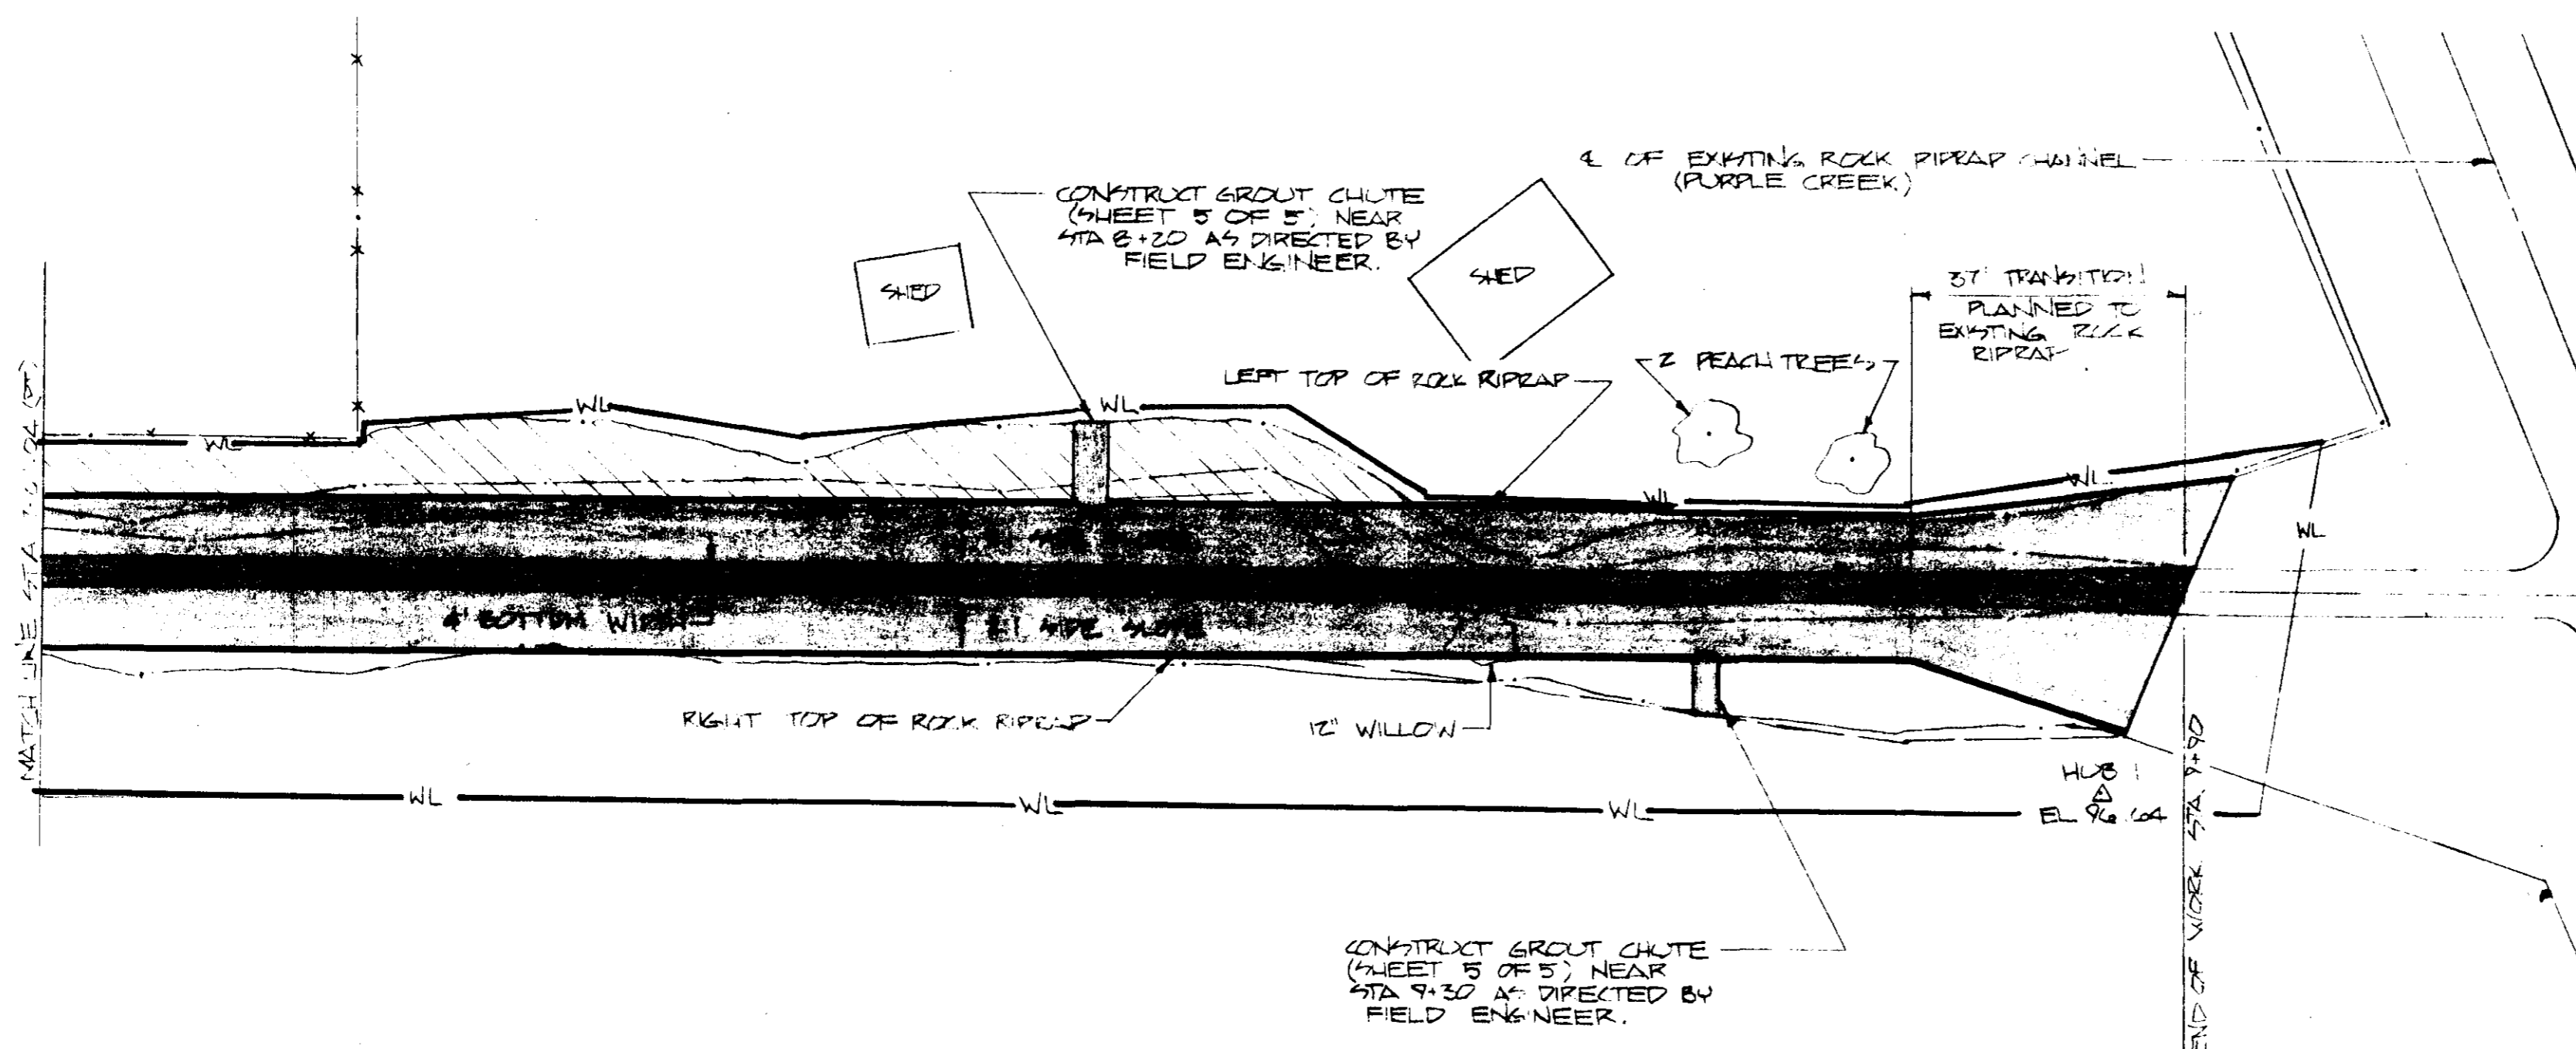 ℄ OF EXISTING ROCK RIPRAP CHANNEL
(PURPLE CREEK)
CONSTRUCT GROUT CHUTE
(SHEET 5 OF 5) NEAR
STA 8+20 AS DIRECTED BY
FIELD ENGINEER.
SHED
SHED
37' TRANSITION
PLANNED TO
EXISTING ROCK
RIPRAP
2 PEACH TREES
LEFT TOP OF ROCK RIPRAP
WL
WL
WL
WL
WL
WL
4' BOTTOM WIDTH
SIDE SLOPE
RIGHT TOP OF ROCK RIPRAP
12" WILLOW
MATCH LINE STA
WL
WL
WL
HUB 1
EL 96.64
END OF WORK STA. 9+90
CONSTRUCT GROUT CHUTE
(SHEET 5 OF 5) NEAR
STA 9+30 AS DIRECTED BY
FIELD ENGINEER.